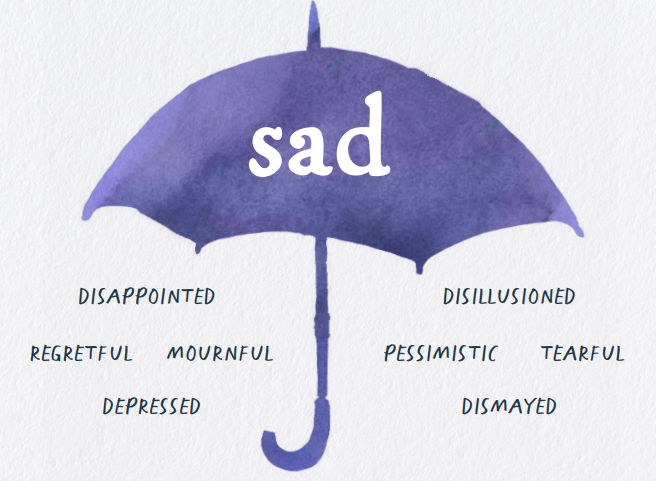 sad
DISAPPOINTED
DISILLUSIONED
REGRETFUL MOURNFUL
PESSIMISTIC TEARFUL
DEPRESSED
DISMAYED